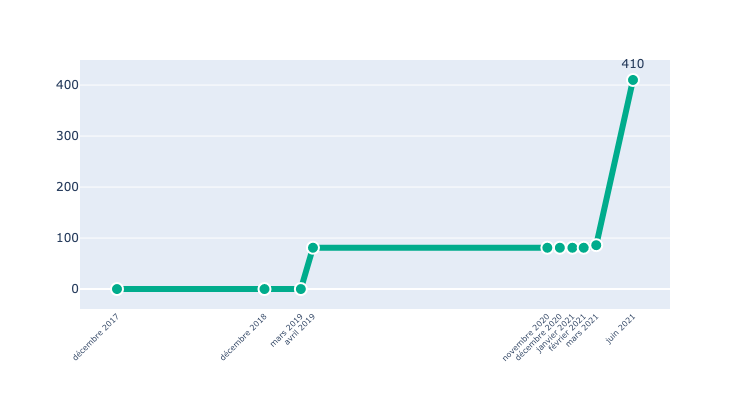 410
400
300
200
100
0
décembre 2017
décembre 2018
mars 2019
avril 2019
novembre 2020
décembre 2020
janvier 2021
février 2021
mars 2021
juin 2021